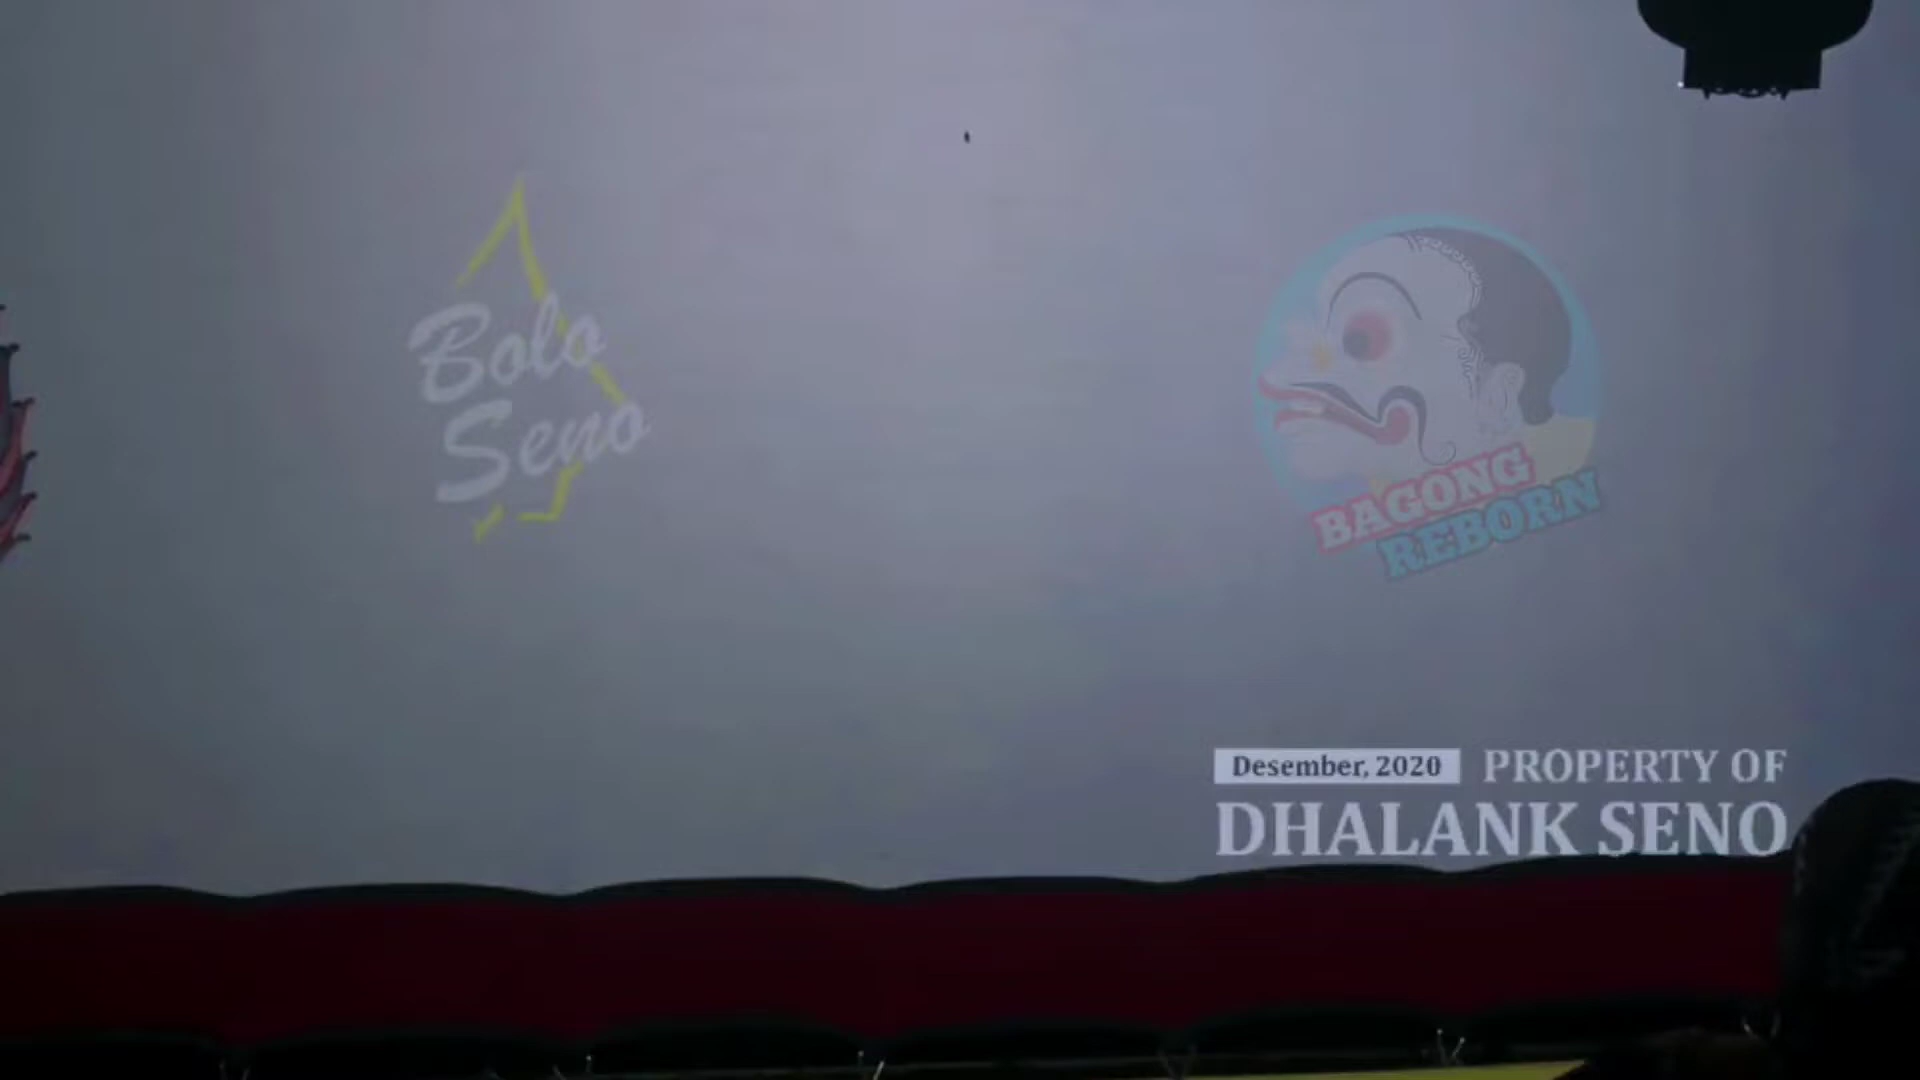 Bolo
Seno
BAGONG
REBORN
Desember, 2020 PROPERTY OF
DHALANK SENO